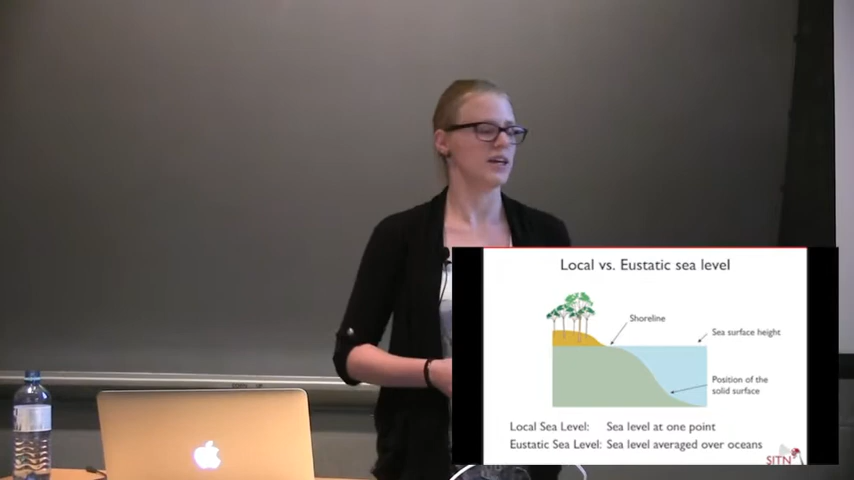 Local vs. Eustatic sea level
Shoreline
Sea surface height
Position of the
solid surface
Local Sea Level: Sea level at one point
Eustatic Sea Level: Sea level averaged over oceans
SITN